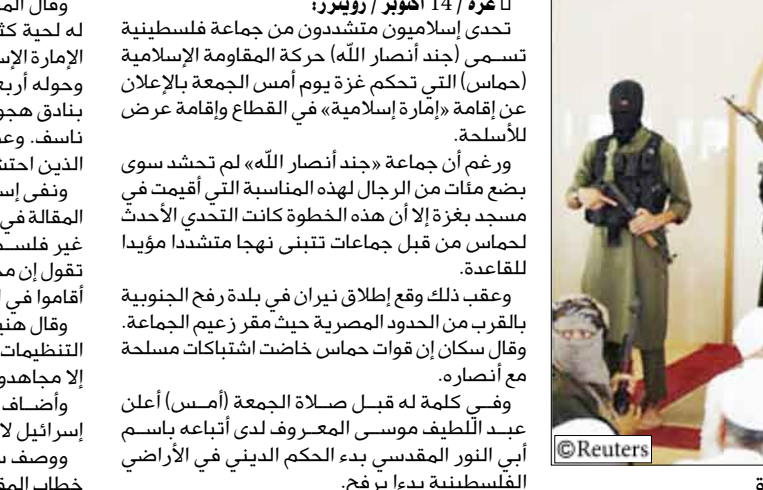 غزة / 14 أكتوبر / رويترز:
تحدى إسلاميون متشددون من جماعة فلسطينية
تسمى (جند أنصار الله) حركة المقاومة الإسلامية
(حماس) التي تحكم غزة يوم أمس الجمعة بالإعلان
عن إقامة «إمارة إسلامية» في القطاع وإقامة عرض
للأسلحة.
ورغم أن جماعة «جند أنصار الله» لم تحشد سوى
بضع مئات من الرجال لهذه المناسبة التي أقيمت في
مسجد بغزة إلا أن هذه الخطوة كانت التحدي الأحدث
لحماس من قبل جماعات تتبنى نهجا متشددا مؤيدا
للقاعدة.
وعقب ذلك وقع إطلاق نيران في بلدة رفح الجنوبية
بالقرب من الحدود المصرية حيث مقر زعيم الجماعة.
وقال سكان إن قوات حماس خاضت اشتباكات مسلحة
مع أنصاره.
وفي كلمة له قبل صلاة الجمعة (أمس) أعلن
عبد اللطيف موسى المعروف لدى أتباعه باسم
أبي النور المقدسي بدء الحكم الديني في الأراضي
الفلسطينية بدءا برفح.
وقال
له لحية
الإمارة
وحوله
بنادق
ناسف.
الذين
ونفى
المقالة في
غير
تقول إن
أقاموا في
وقال
التنظيمات
إلا
وأضاف
إسرائيل
ووصف
خطاب
©Reuters